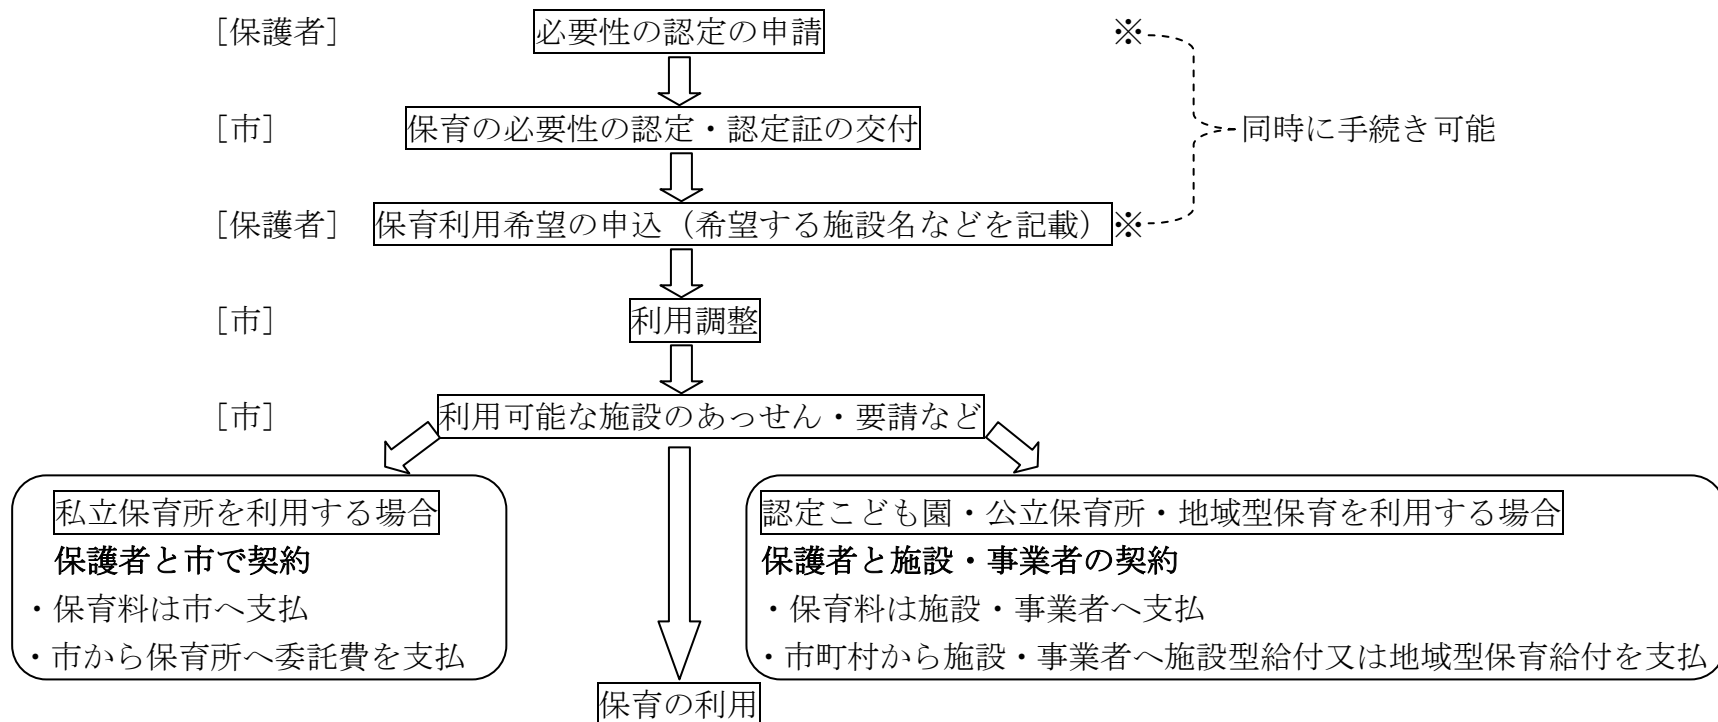 ［保護者］ 必要性の認定の申請 ※
［市］ 保育の必要性の認定・認定証の交付 同時に手続き可能
［保護者］ 保育利用希望の申込（希望する施設名などを記載） ※
［市］ 利用調整
［市］ 利用可能な施設のあっせん・要請など
私立保育所を利用する場合
保護者と市で契約
・保育料は市へ支払
・市から保育所へ委託費を支払
認定こども園・公立保育所・地域型保育を利用する場合
保護者と施設・事業者の契約
・保育料は施設・事業者へ支払
・市町村から施設・事業者へ施設型給付又は地域型保育給付を支払
保育の利用